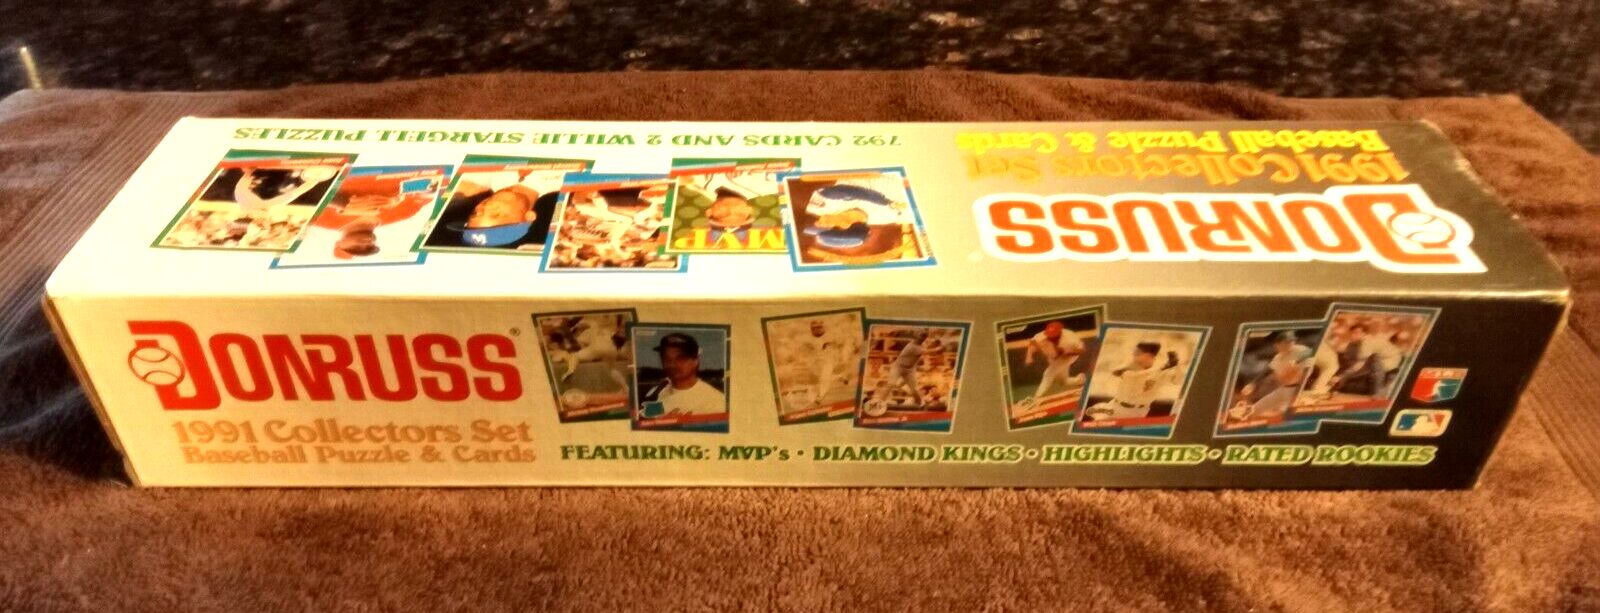 792 CARDS AND 2 WILLIE STARGELL PUZZLES
DONRUSS®
1991 Collectors Set
Baseball Puzzle & Cards
MVP
M
DONRUSS®
1991 Collectors Set
Baseball Puzzle & Cards
FEATURING: MVP's • DIAMOND KINGS • HIGHLIGHTS • RATED ROOKIES